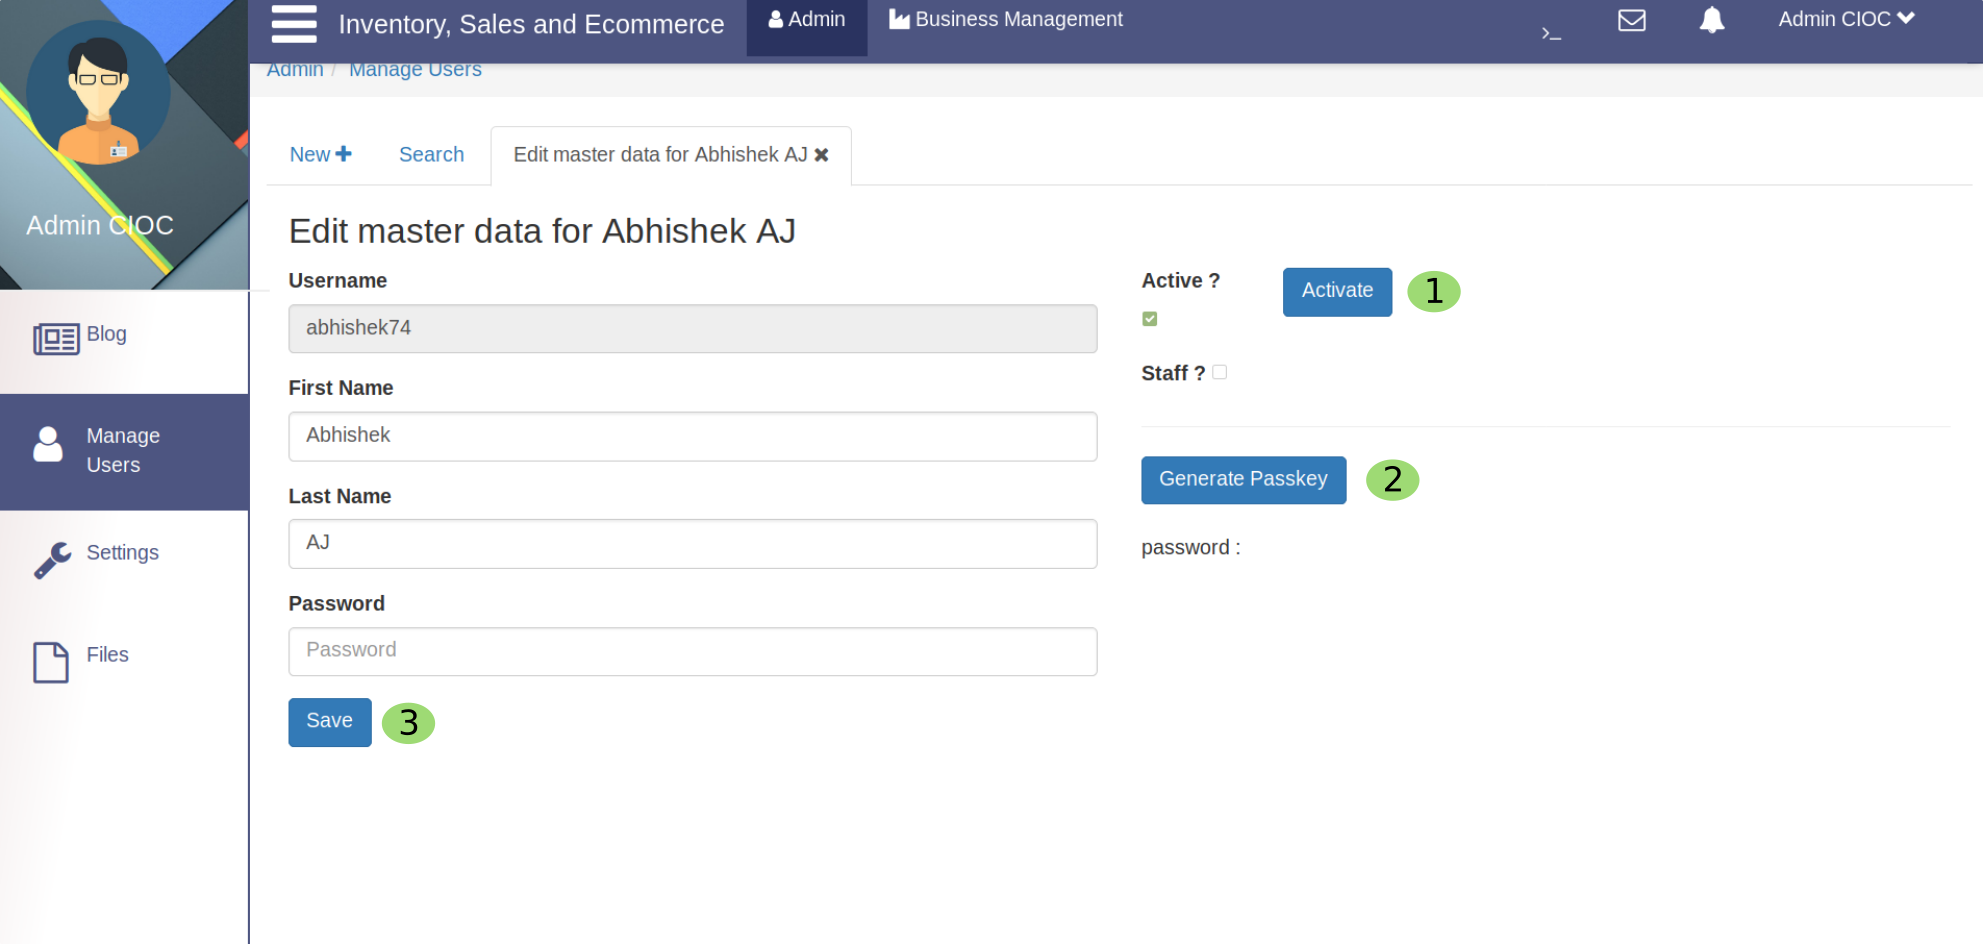 Inventory, Sales and Ecommerce
Admin
Business Management
>_
Admin CIOC
Admin / Manage Users
Admin CIOC
New
Search
Edit master data for Abhishek AJ
Blog
Manage
Users
Settings
Files
Edit master data for Abhishek AJ
Username
abhishek74
First Name
Abhishek
Last Name
AJ
Password
Password
Save
3
Active ?
Activate
1
Staff ?
Generate Passkey
2
password :